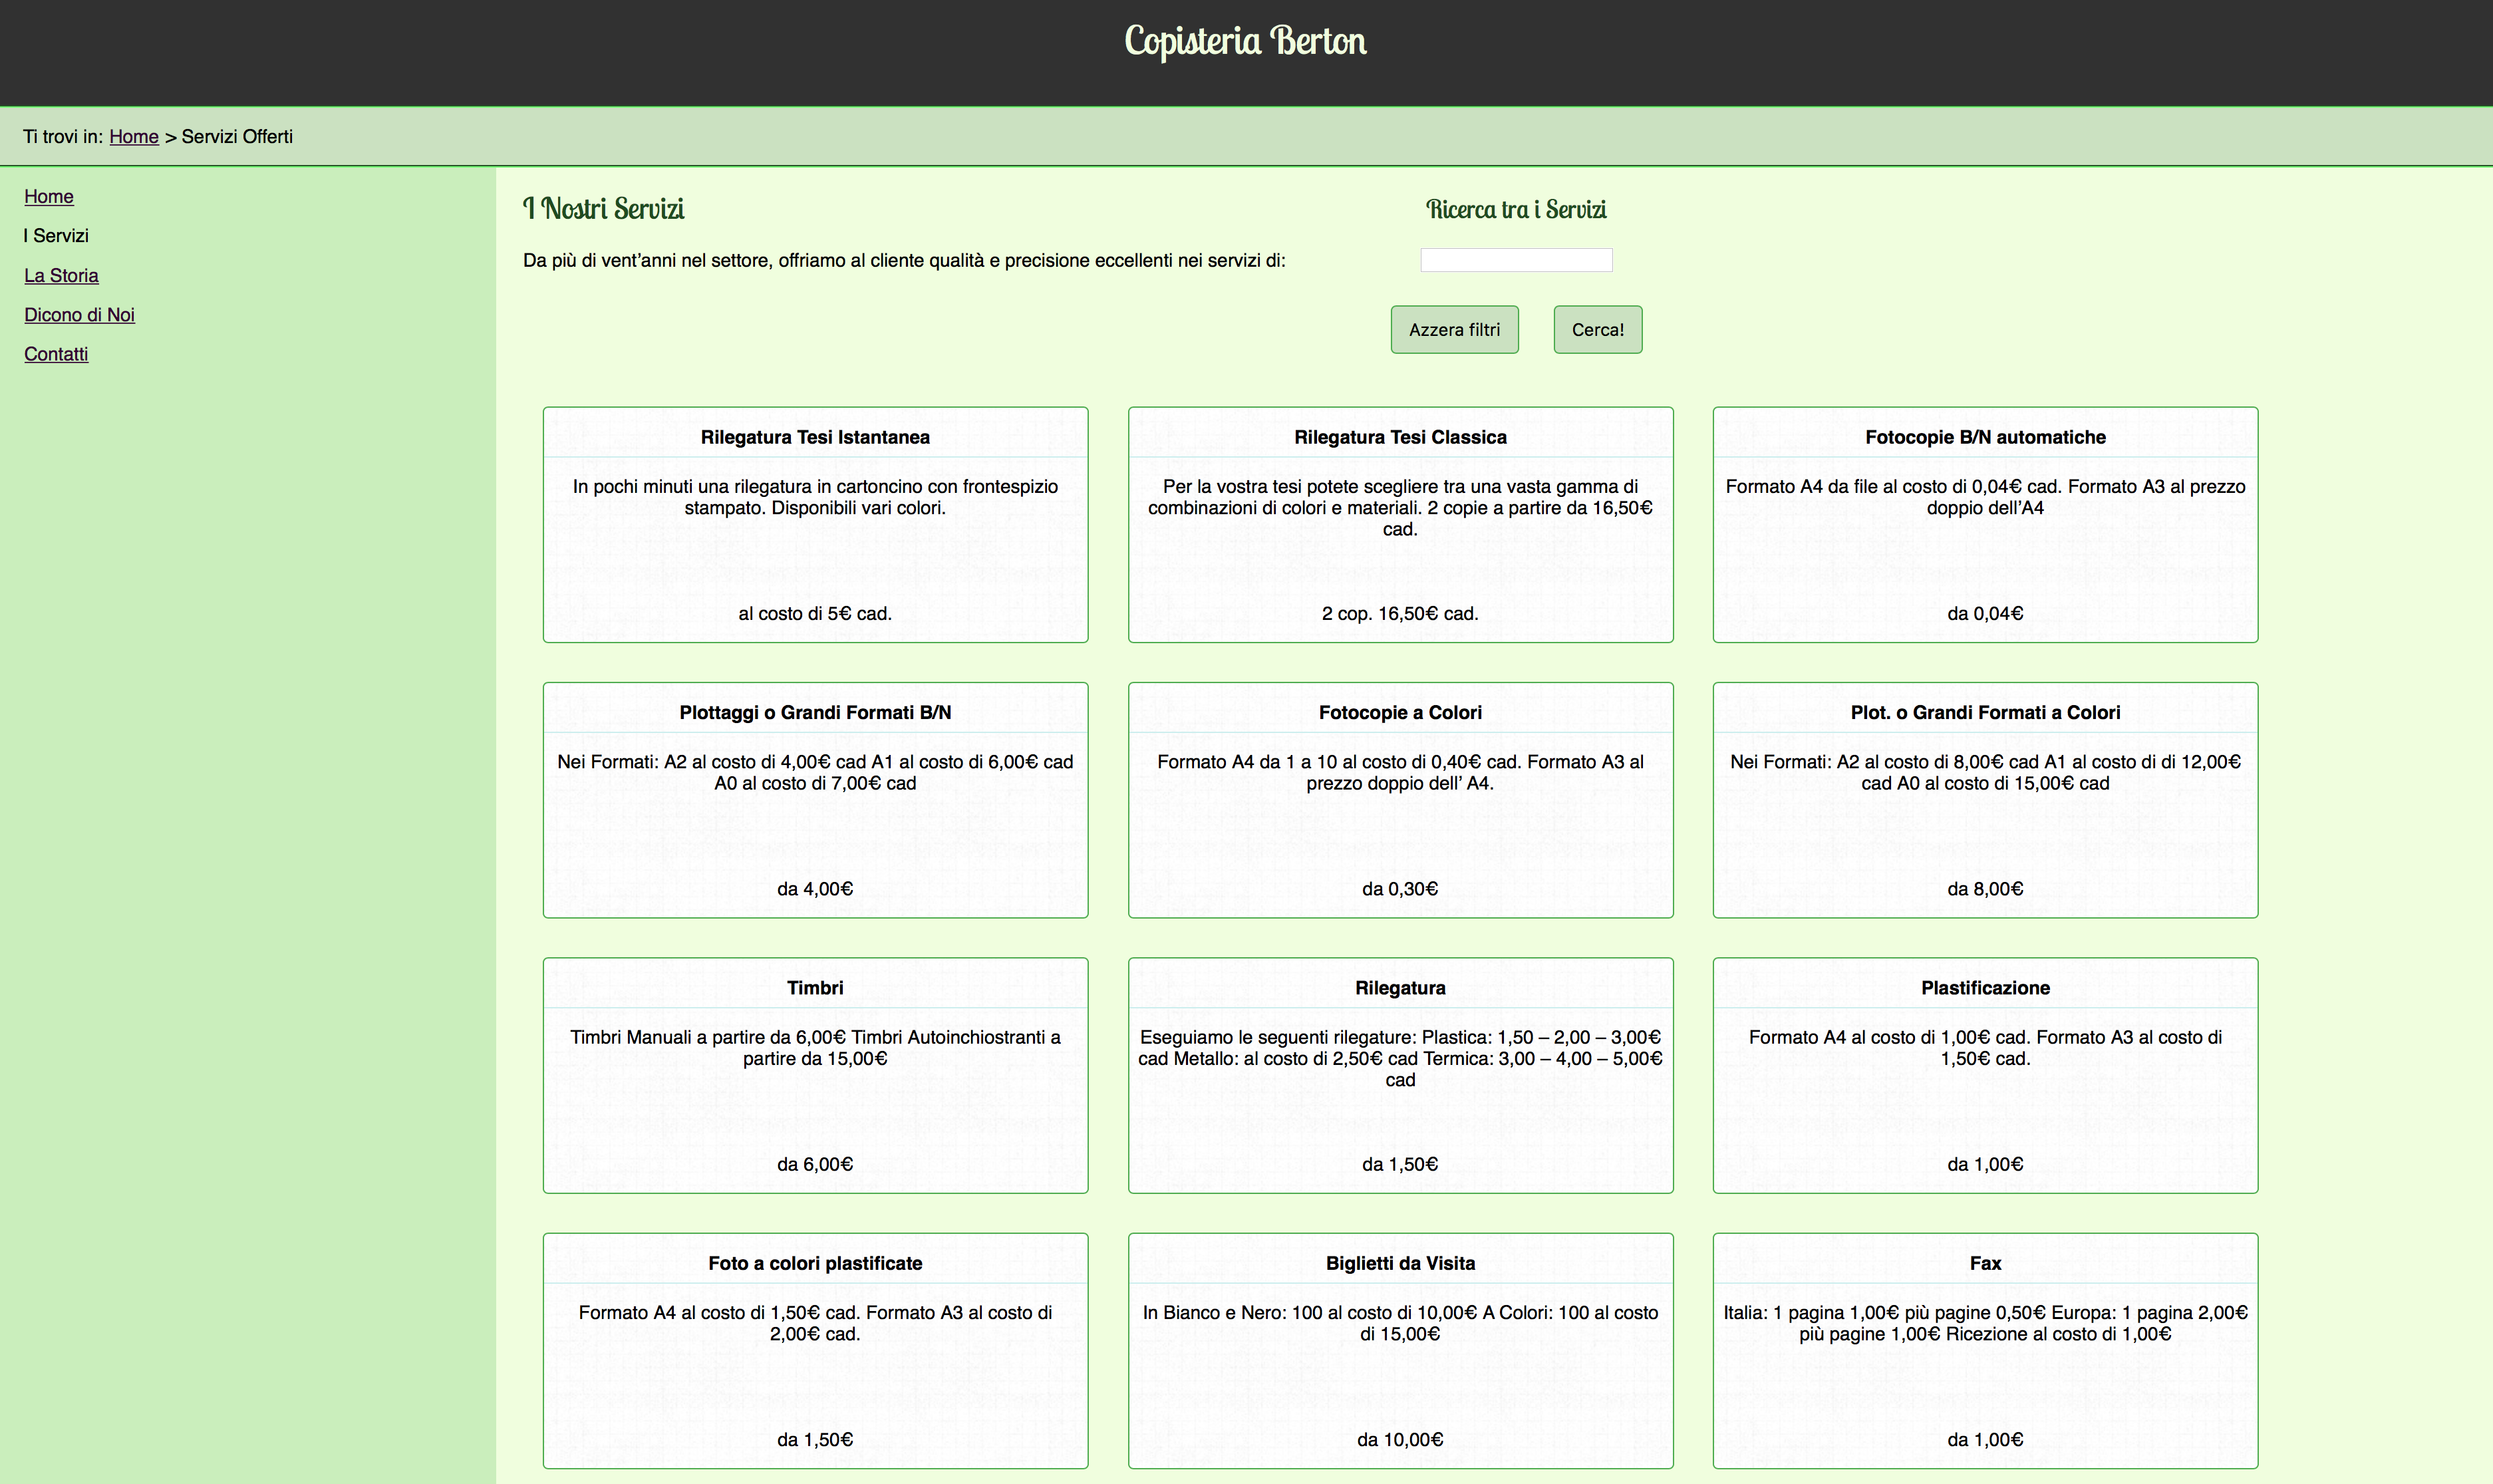 Copisteria Berton
Ti trovi in: Home > Servizi Offerti
Home
I Servizi
La Storia
Dicono di Noi
Contatti
I Nostri Servizi
Da più di vent’anni nel settore, offriamo al cliente qualità e precisione eccellenti nei servizi di:
Ricerca tra i Servizi
Azzera filtri
Cerca!
Rilegatura Tesi Istantanea
In pochi minuti una rilegatura in cartoncino con frontespizio
stampato. Disponibili vari colori.
al costo di 5€ cad.
Rilegatura Tesi Classica
Per la vostra tesi potete scegliere tra una vasta gamma di
combinazioni di colori e materiali. 2 copie a partire da 16,50€
cad.
2 cop. 16,50€ cad.
Fotocopie B/N automatiche
Formato A4 da file al costo di 0,04€ cad. Formato A3 al prezzo
doppio dell’A4
da 0,04€
Plottaggi o Grandi Formati B/N
Nei Formati: A2 al costo di 4,00€ cad A1 al costo di 6,00€ cad
A0 al costo di 7,00€ cad
da 4,00€
Fotocopie a Colori
Formato A4 da 1 a 10 al costo di 0,40€ cad. Formato A3 al
prezzo doppio dell’ A4.
da 0,30€
Plot. o Grandi Formati a Colori
Nei Formati: A2 al costo di 8,00€ cad A1 al costo di di 12,00€
cad A0 al costo di 15,00€ cad
da 8,00€
Timbri
Timbri Manuali a partire da 6,00€ Timbri Autoinchiostranti a
partire da 15,00€
da 6,00€
Rilegatura
Eseguiamo le seguenti rilegature: Plastica: 1,50 – 2,00 – 3,00€
cad Metallo: al costo di 2,50€ cad Termica: 3,00 – 4,00 – 5,00€
cad
da 1,50€
Plastificazione
Formato A4 al costo di 1,00€ cad. Formato A3 al costo di
1,50€ cad.
da 1,00€
Foto a colori plastificate
Formato A4 al costo di 1,50€ cad. Formato A3 al costo di
2,00€ cad.
da 1,50€
Biglietti da Visita
In Bianco e Nero: 100 al costo di 10,00€ A Colori: 100 al costo
di 15,00€
da 10,00€
Fax
Italia: 1 pagina 1,00€ più pagine 0,50€ Europa: 1 pagina 2,00€
più pagine 1,00€ Ricezione al costo di 1,00€
da 1,00€